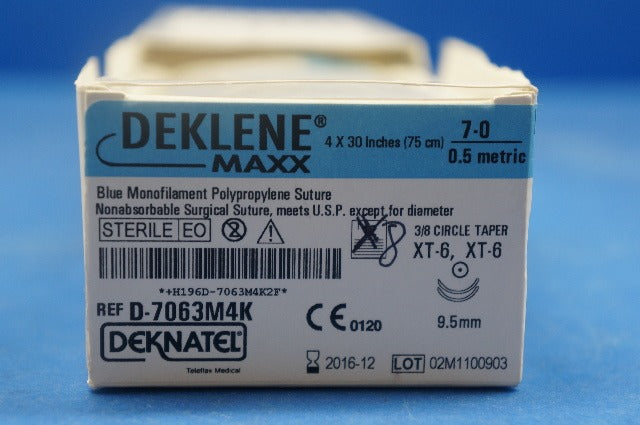 DEKLENE® MAXX
4 X 30 Inches (75 cm)
7-0
0.5 metric
Blue Monofilament Polypropylene Suture
Nonabsorbable Surgical Suture, meets U.S.P. except for diameter
STERILE EO
2
3/8 CIRCLE TAPER
XT-6, XT-6
9.5mm
*+H196D-7063M4K2F*
REF D-7063M4K
CE 0120
DEKNATEL®
Teleflex Medical
2016-12
LOT 02M1100903